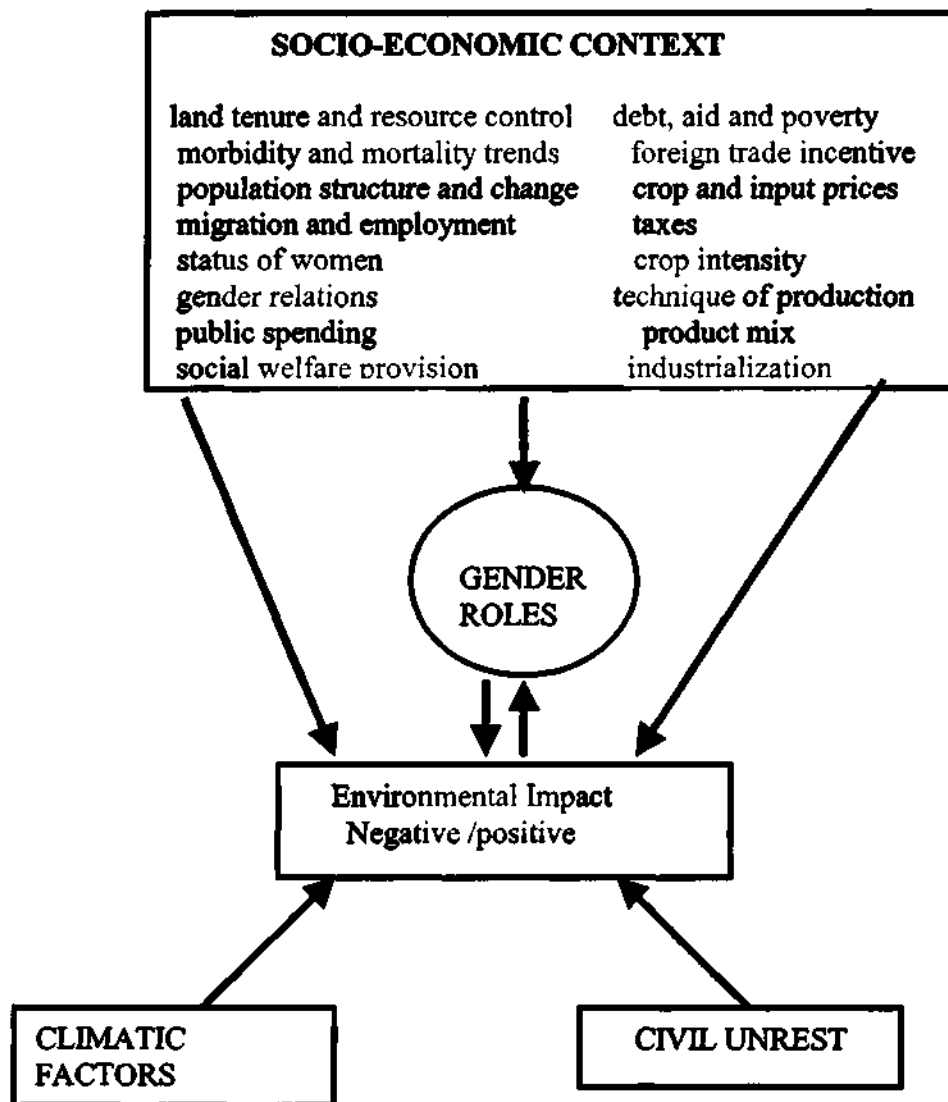 SOCIO-ECONOMIC CONTEXT
land tenure and resource control
morbidity and mortality trends
population structure and change
migration and employment
status of women
gender relations
public spending
social welfare provision
debt, aid and poverty
foreign trade incentive
crop and input prices
taxes
crop intensity
technique of production
product mix
industrialization
GENDER
ROLES
Environmental Impact
Negative /positive
CLIMATIC
FACTORS
CIVIL UNREST